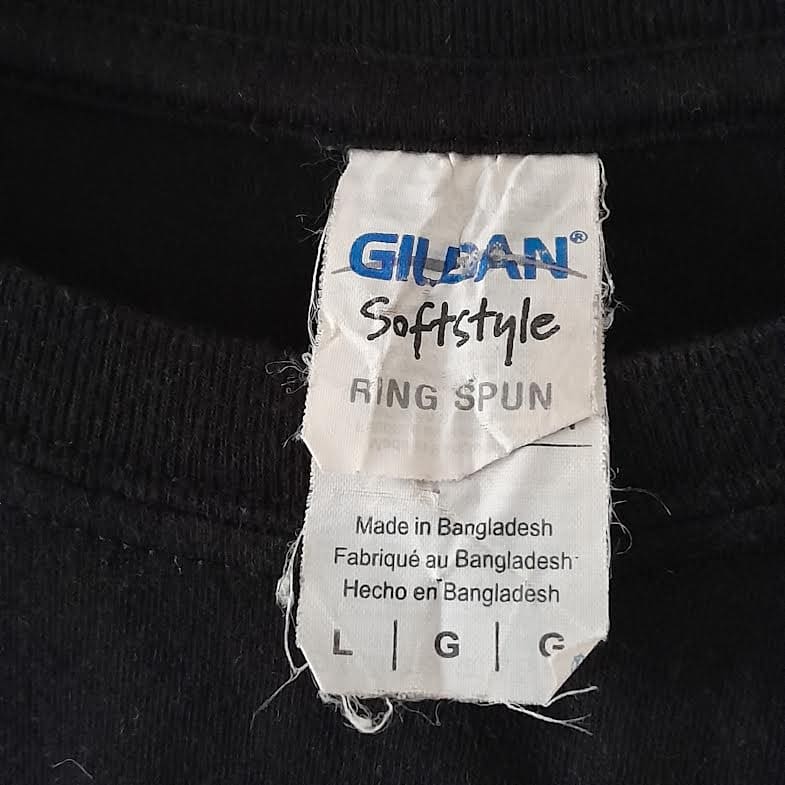 GILDAN®
Softstyle
RING SPUN
Made in Bangladesh
Fabriqué au Bangladesh
Hecho en Bangladesh
L | G | G